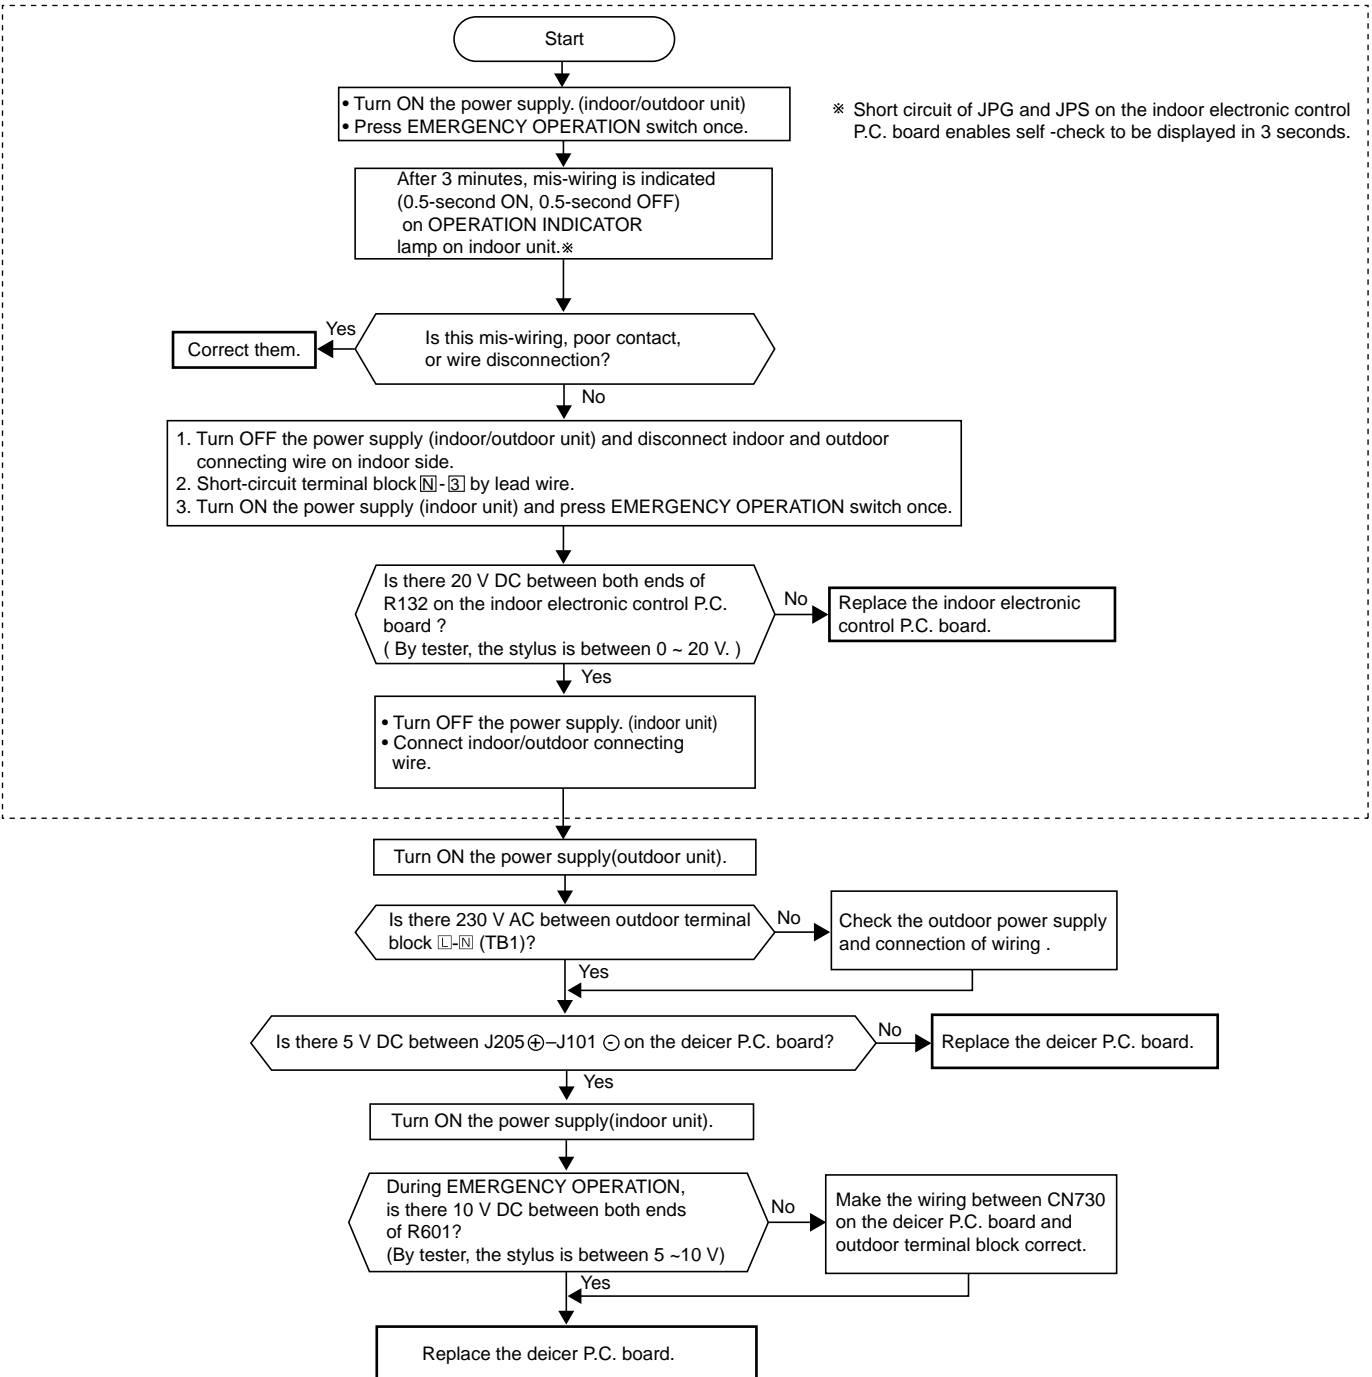 Start
• Turn ON the power supply. (indoor/outdoor unit)
• Press EMERGENCY OPERATION switch once.
※ Short circuit of JPG and JPS on the indoor electronic control
P.C. board enables self -check to be displayed in 3 seconds.
After 3 minutes, mis-wiring is indicated
(0.5-second ON, 0.5-second OFF)
on OPERATION INDICATOR
lamp on indoor unit.※
Is this mis-wiring, poor contact,
or wire disconnection?
Yes
Correct them.
No
1. Turn OFF the power supply (indoor/outdoor unit) and disconnect indoor and outdoor
connecting wire on indoor side.
2. Short-circuit terminal block N - 3 by lead wire.
3. Turn ON the power supply (indoor unit) and press EMERGENCY OPERATION switch once.
Is there 20 V DC between both ends of
R132 on the indoor electronic control P.C.
board ?
( By tester, the stylus is between 0 ~ 20 V. )
No
Replace the indoor electronic
control P.C. board.
Yes
• Turn OFF the power supply. (indoor unit)
• Connect indoor/outdoor connecting
wire.
Turn ON the power supply(outdoor unit).
Is there 230 V AC between outdoor terminal
block L-N (TB1)?
No
Check the outdoor power supply
and connection of wiring .
Yes
Is there 5 V DC between J205 ⊕–J101 ⊖ on the deicer P.C. board?
No
Replace the deicer P.C. board.
Yes
Turn ON the power supply(indoor unit).
During EMERGENCY OPERATION,
is there 10 V DC between both ends
of R601?
(By tester, the stylus is between 5 ~10 V)
No
Make the wiring between CN730
on the deicer P.C. board and
outdoor terminal block correct.
Yes
Replace the deicer P.C. board.